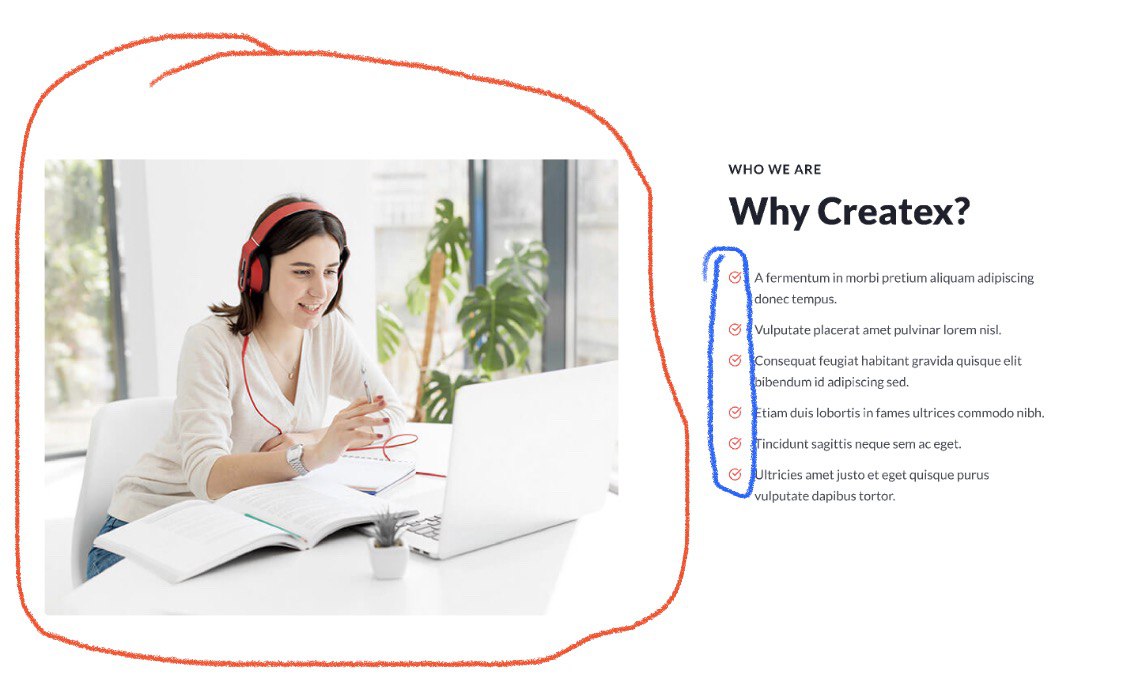 WHO WE ARE
Why Createx?
A fermentum in morbi pretium aliquam adipiscing
donec tempus.
Vulputate placerat amet pulvinar lorem nisl.
Consequat feugiat habitant gravida quisque elit
bibendum id adipiscing sed.
Etiam duis lobortis in fames ultrices commodo nibh.
Tincidunt sagittis neque sem ac eget.
Ultricies amet justo et eget quisque purus
vulputate dapibus tortor.